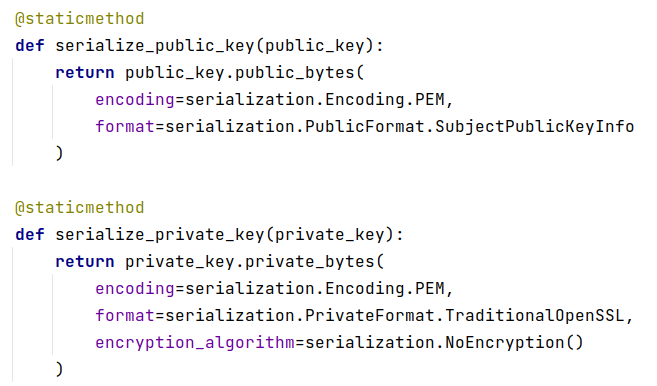 @staticmethod
def serialize_public_key(public_key):
    return public_key.public_bytes(
        encoding=serialization.Encoding.PEM,
        format=serialization.PublicFormat.SubjectPublicKeyInfo
    )

@staticmethod
def serialize_private_key(private_key):
    return private_key.private_bytes(
        encoding=serialization.Encoding.PEM,
        format=serialization.PrivateFormat.TraditionalOpenSSL,
        encryption_algorithm=serialization.NoEncryption()
    )